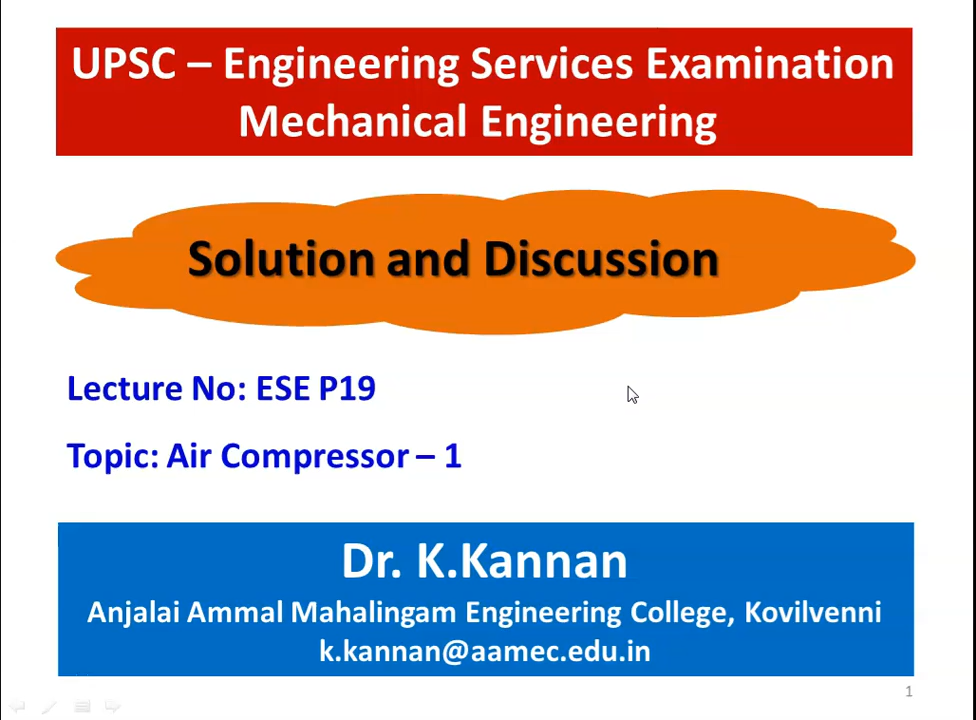 UPSC – Engineering Services Examination
Mechanical Engineering
Solution and Discussion
Lecture No: ESE P19
Topic: Air Compressor – 1
Dr. K.Kannan
Anjalai Ammal Mahalingam Engineering College, Kovilvenni
k.kannan@aamec.edu.in
1